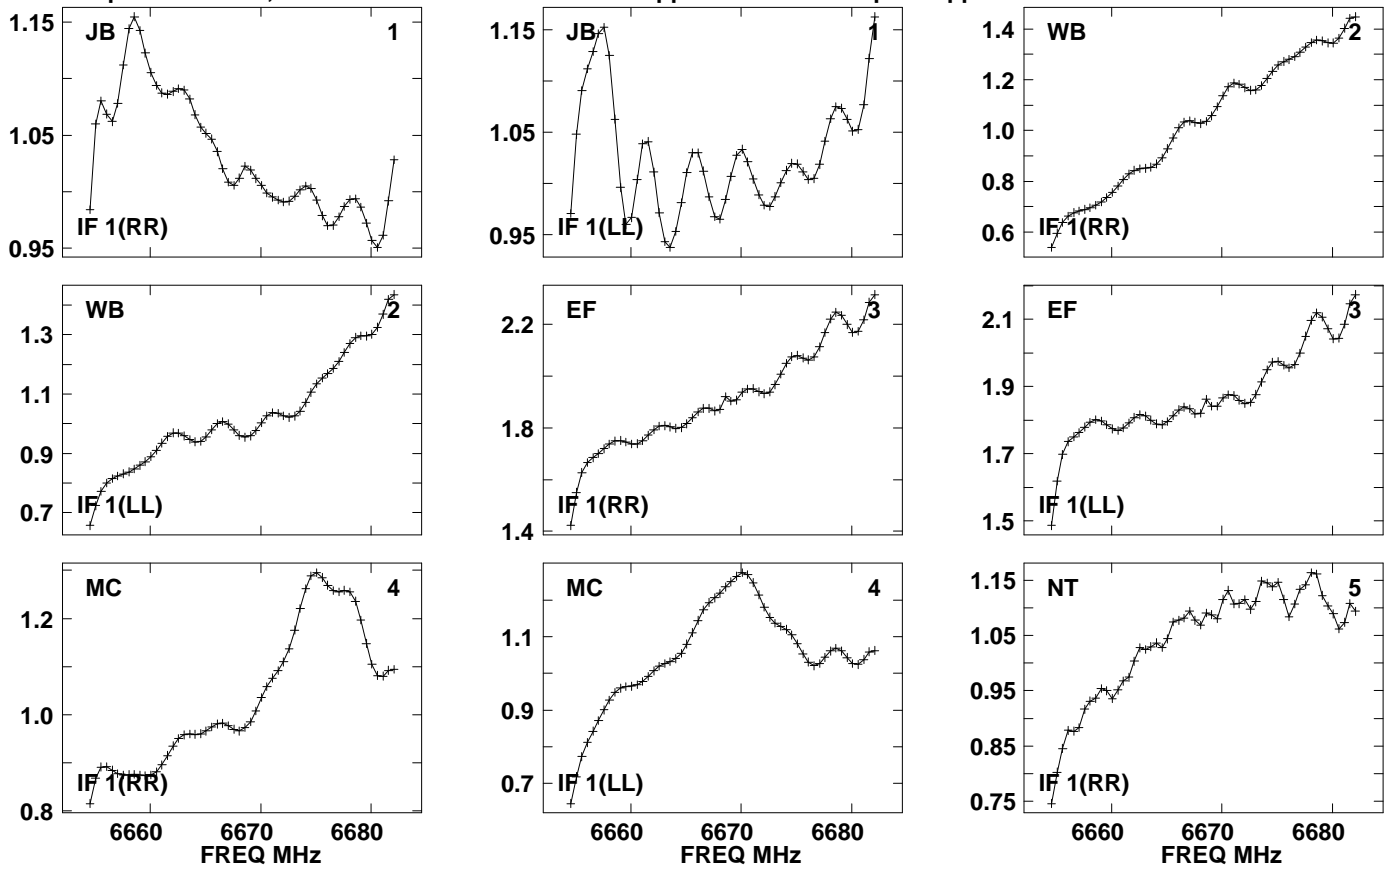 JB 1
1.15
1.05
0.95
IF 1(RR)
JB 1
1.15
1.05
0.95
IF 1(LL)
WB 2
1.4
1.2
1.0
0.8
0.6
IF 1(RR)
WB 2
1.3
1.1
0.9
0.7
IF 1(LL)
EF 3
2.2
1.8
1.4
IF 1(RR)
EF 3
2.1
1.9
1.7
1.5
IF 1(LL)
MC 4
1.2
1.0
0.8
IF 1(RR)
6660 6670 6680
FREQ MHz
MC 4
1.1
0.9
0.7
IF 1(LL)
6660 6670 6680
FREQ MHz
NT 5
1.15
1.05
0.95
0.85
0.75
IF 1(RR)
6660 6670 6680
FREQ MHz